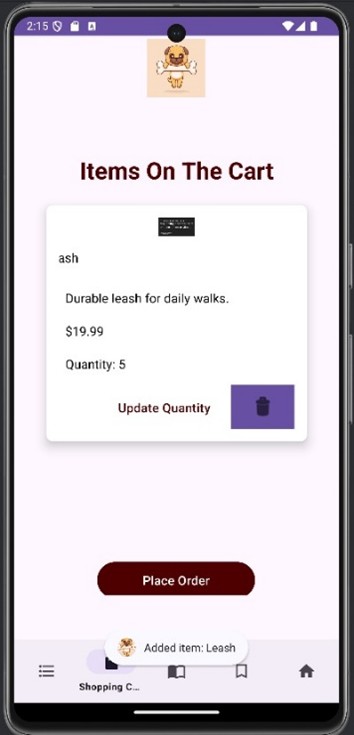 2:15
Items On The Cart
ash
Durable leash for daily walks.
$19.99
Quantity: 5
Update Quantity
Place Order
Added item: Leash
Shopping C...